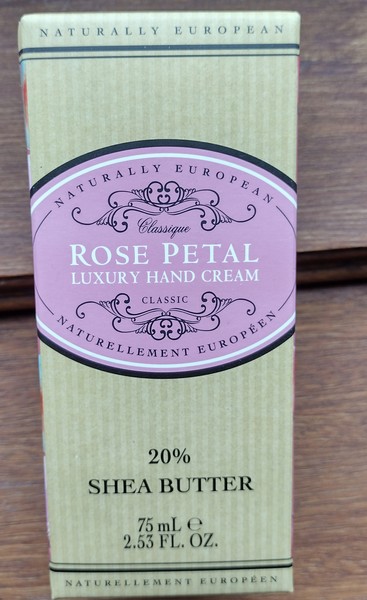 NATURALLY EUROPEAN
NATURALLY EUROPEAN
Classique
ROSE PETAL
LUXURY HAND CREAM
CLASSIC
NATURELLEMENT EUROPÉEN
20%
SHEA BUTTER
75 mL ℮
2.53 FL. OZ.
NATURELLEMENT EUROPÉEN